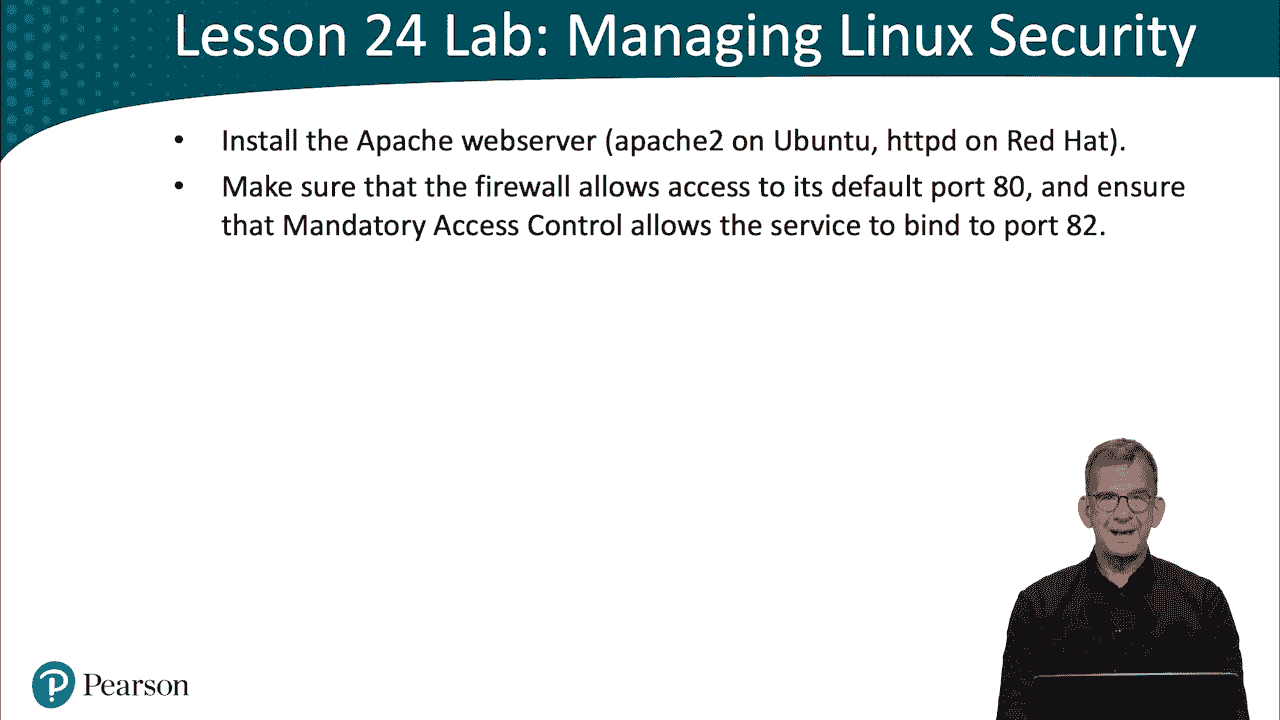 Lesson 24 Lab: Managing Linux Security
• Install the Apache webserver (apache2 on Ubuntu, httpd on Red Hat).
• Make sure that the firewall allows access to its default port 80, and ensure
that Mandatory Access Control allows the service to bind to port 82.
Pearson